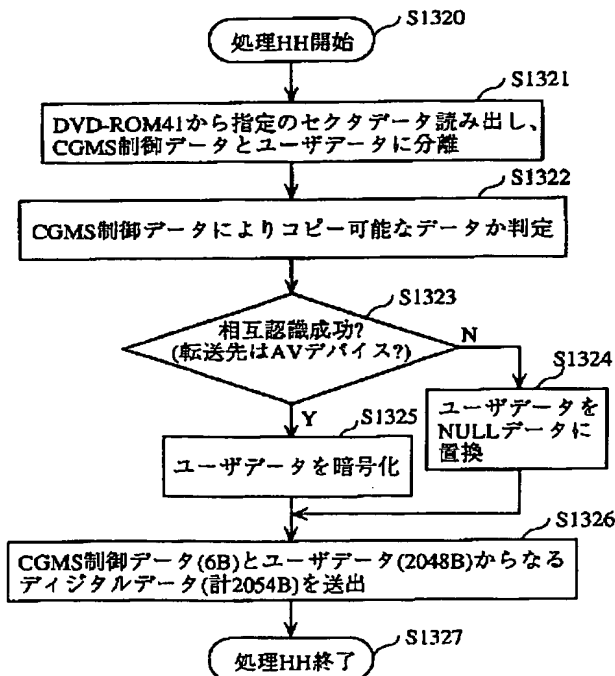 S1320
処理HH開始
S1321
DVD-ROM41から指定のセクタデータ読み出し、
CGMS制御データとユーザデータに分離
S1322
CGMS制御データによりコピー可能なデータか判定
S1323
相互認識成功?
(転送先はAVデバイス?)
N
S1324
ユーザデータを
NULLデータに
置換
Y
S1325
ユーザデータを暗号化
S1326
CGMS制御データ(6B)とユーザデータ(2048B)からなる
ディジタルデータ(計2054B)を送出
S1327
処理HH終了